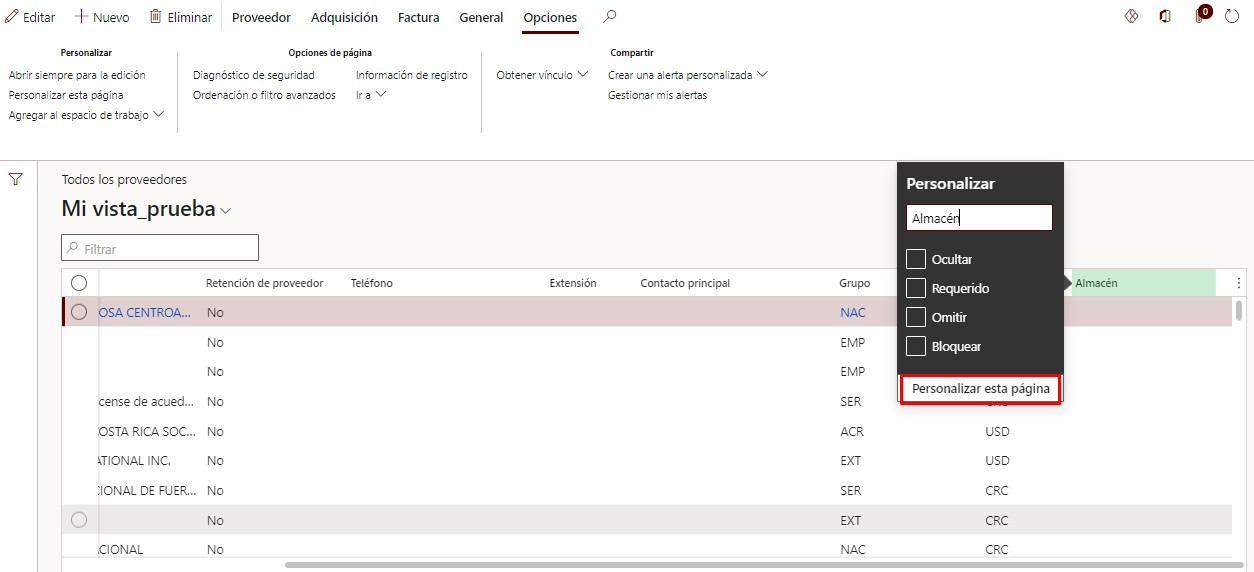 Editar Nuevo Eliminar Proveedor Adquisición Factura General Opciones 0
Personalizar Opciones de página Compartir
Abrir siempre para la edición Diagnóstico de seguridad Información de registro Obtener vínculo Crear una alerta personalizada
Personalizar esta página Ordenación o filtro avanzados Ir a Gestionar mis alertas
Agregar al espacio de trabajo
Todos los proveedores
Mi vista_prueba
Filtrar
Personalizar
Almacén
Ocultar
Requerido
Omitir
Bloquear
Personalizar esta página
Retención de proveedor Teléfono Extensión Contacto principal Grupo Almacén
OSA CENTROA... No NAC
No EMP
No EMP
cense de acued... No SER
OSTA RICA SOC... No ACR USD
ATIONAL INC. No EXT USD
CIONAL DE FUER... No SER CRC
No EXT CRC
ACIONAL No NAC CRC